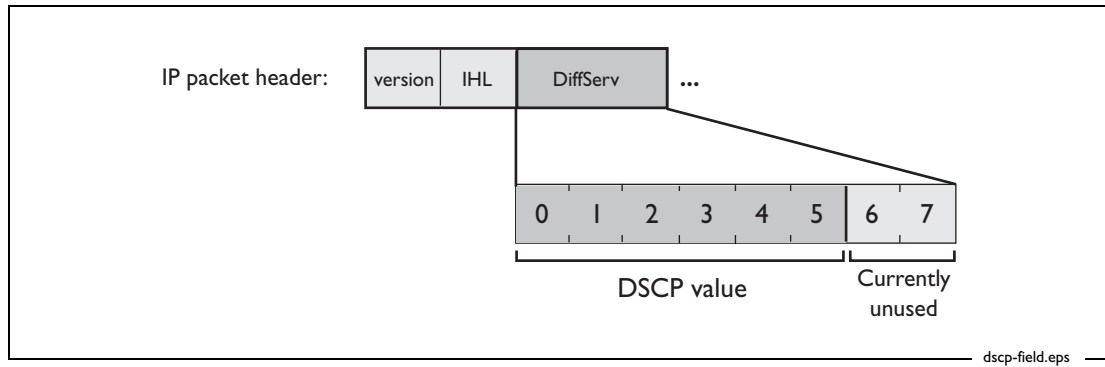 IP packet header:
version IHL DiffServ ...
0 1 2 3 4 5 6 7
DSCP value
Currently
unused
dscp-field.eps